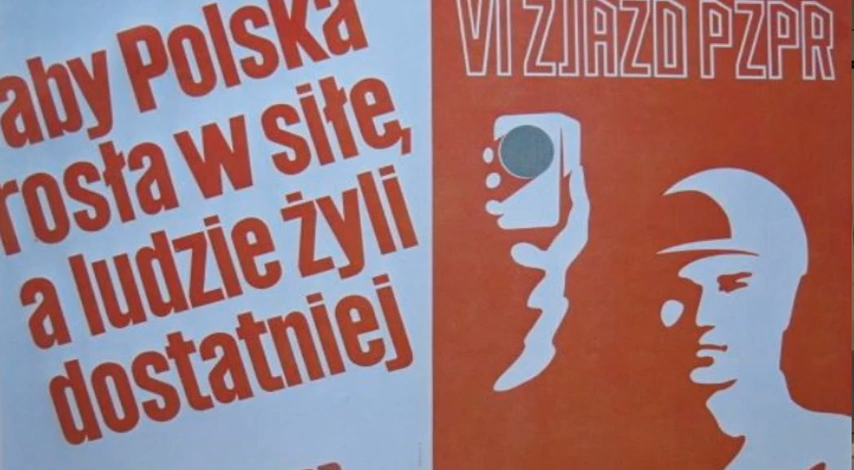 aby Polska
rosła w siłę,
a ludzie żyli
dostatniej
VI ZJAZD PZPR